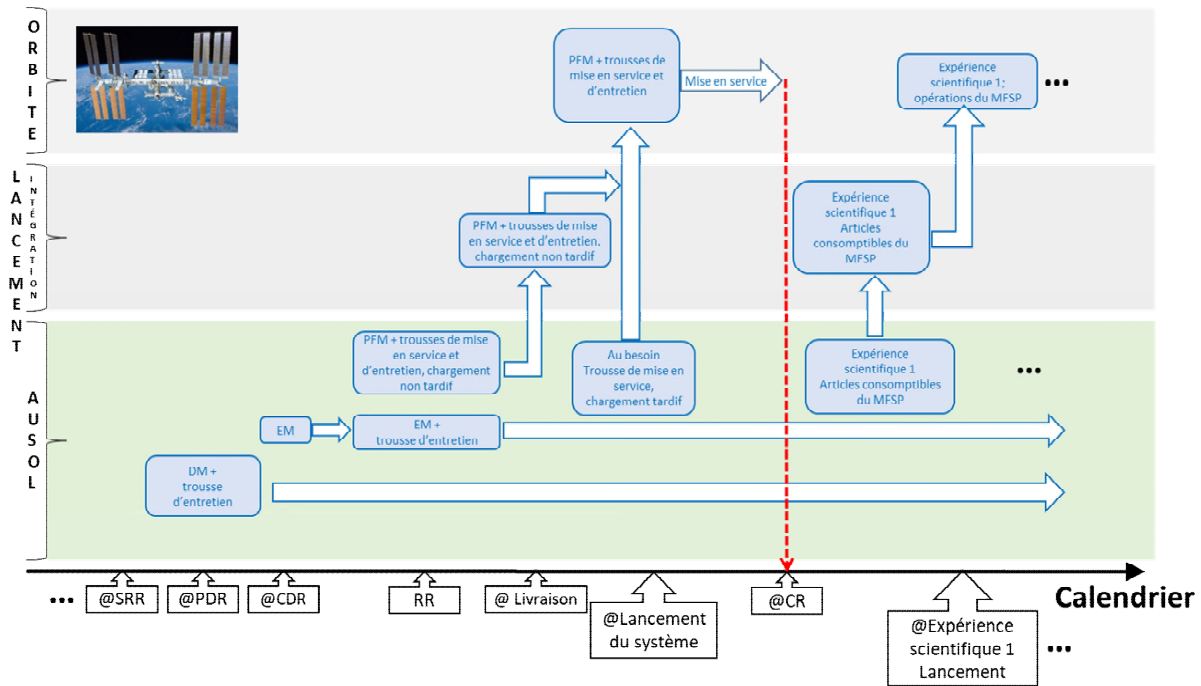 ORBITE
PFM + trousses de
mise en service et
d'entretien
Mise en service
Expérience
scientifique 1;
opérations du MFSP
...
LANCEMENT
INTÉGRATION
PFM + trousses de mise
en service et d'entretien.
chargement non tardif
Expérience
scientifique 1
Articles
consomptibles du
MFSP
AU SOL
PFM + trousses de mise
en service et
d'entretien, chargement
non tardif
Au besoin
Trousse de mise en
service,
chargement tardif
Expérience
scientifique 1
Articles consomptibles
du MFSP
...
EM
EM +
trousse d'entretien
DM +
trousse
d'entretien
...
@SRR
@PDR
@CDR
RR
@ Livraison
@Lancement
du système
@CR
@Expérience
scientifique 1
Lancement
...
Calendrier